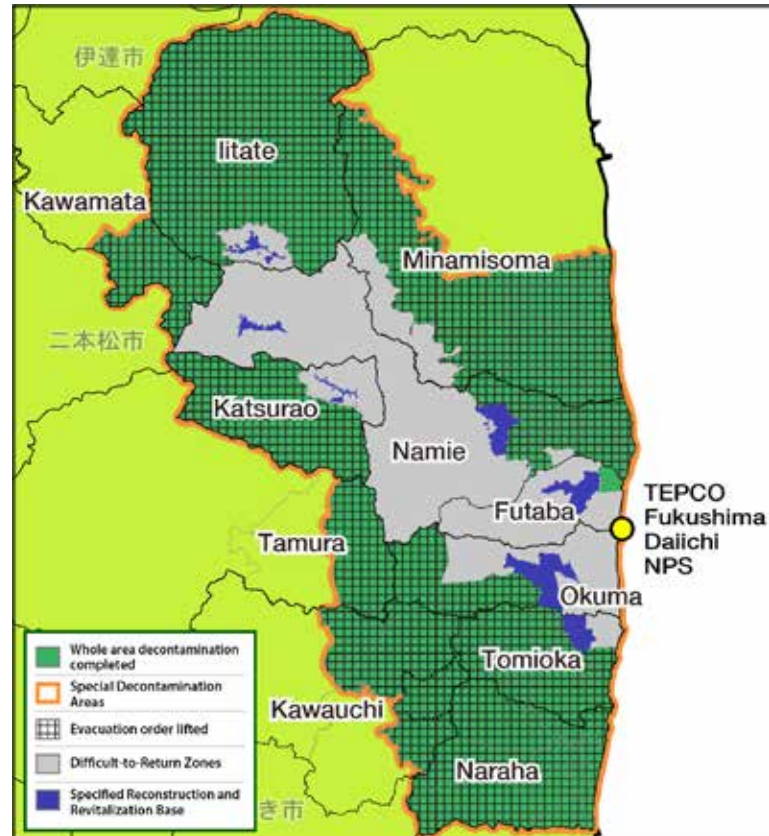 伊達市
Iitate
Kawamata
Minamisoma
二本松市
Katsurao
Namie
Futaba
TEPCO
Fukushima
Daiichi
NPS
Tamura
Okuma
Tomioka
Kawauchi
Naraha
き市
Whole area decontamination
completed
Special Decontamination
Areas
Evacuation order lifted
Difficult-to-Return Zones
Specified Reconstruction and
Revitalization Base